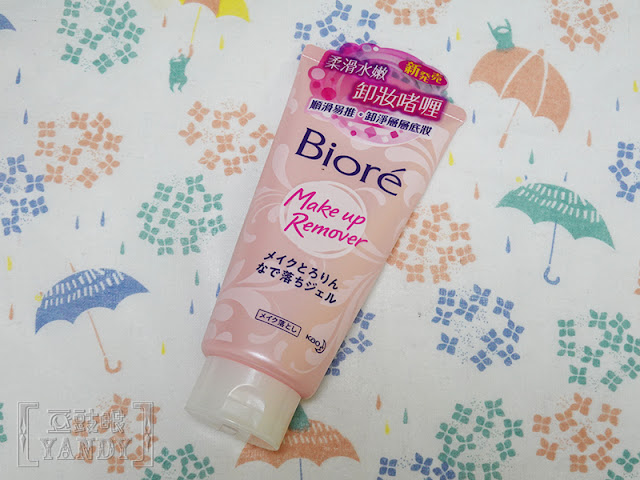 柔滑水嫩
新発売
卸妝啫喱
順滑易推。卸淨層層底妝
Bioré
Make up
Remover
メイクとろりん
なで落ちジェル
メイク落とし
Kao
YANDY